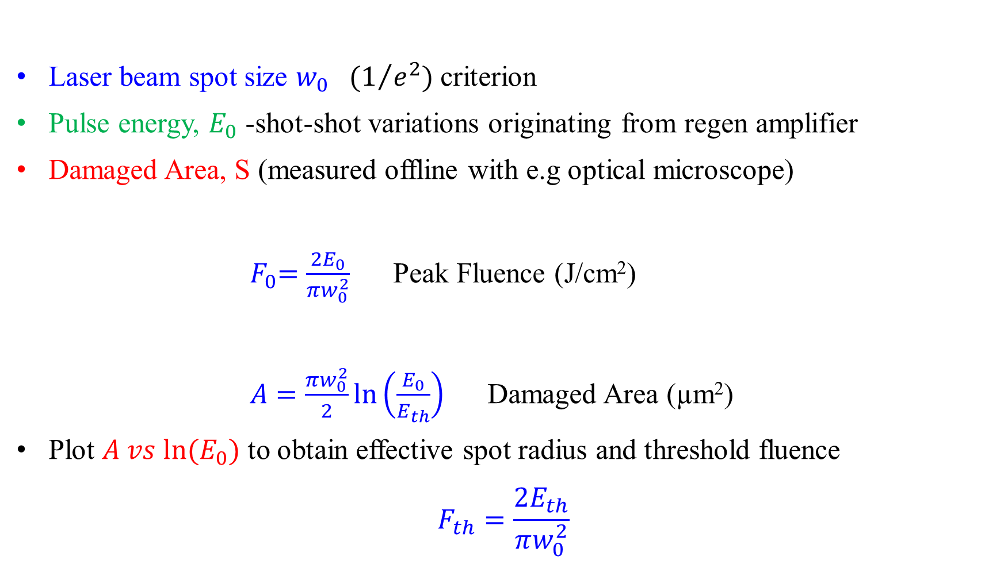 • Laser beam spot size $w_0$ $(1/e^2)$ criterion
• Pulse energy, $E_0$ -shot-shot variations originating from regen amplifier
• Damaged Area, S (measured offline with e.g optical microscope)
$F_0 = \frac{2E_0}{\pi w_0^2}$ Peak Fluence (J/cm²)
$A = \frac{\pi w_0^2}{2} \ln\left(\frac{E_0}{E_{th}}\right)$ Damaged Area (µm²)
• Plot $A\ vs\ \ln(E_0)$ to obtain effective spot radius and threshold fluence
$F_{th} = \frac{2E_{th}}{\pi w_0^2}$